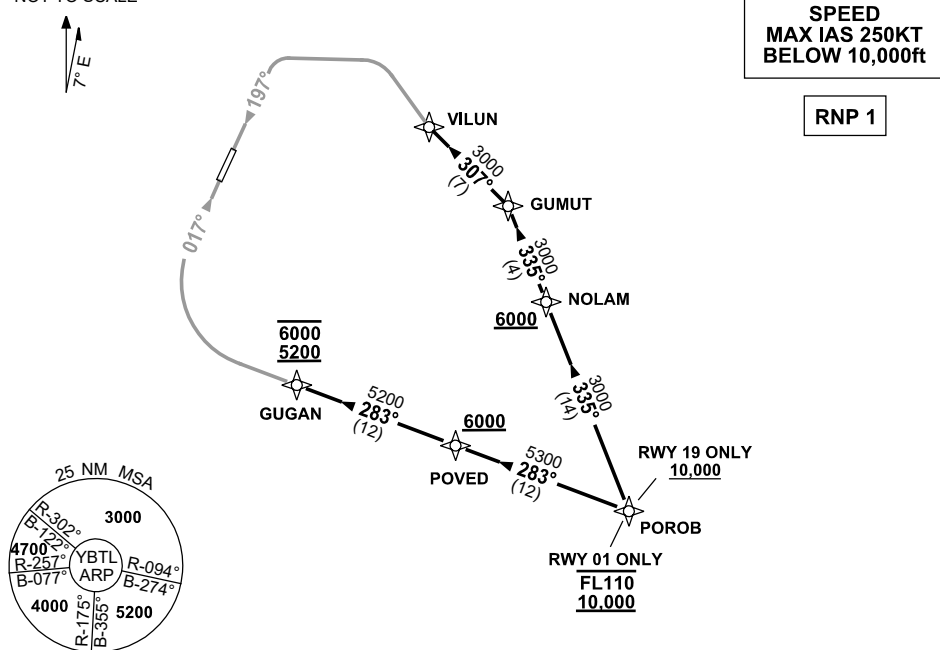 NOT TO SCALE
7° E
SPEED
MAX IAS 250KT
BELOW 10,000ft
RNP 1
197°
017°
VILUN
3000
307°
(7)
GUMUT
3000
335°
(4)
NOLAM
6000
3000
335°
(14)
6000
5200
GUGAN
5200
283°
(12)
6000
POVED
5300
283°
(12)
RWY 19 ONLY
10,000
POROB
RWY 01 ONLY
FL110
10,000
25 NM MSA
3000
R-302°
B-122°
4700
R-257°
B-077°
YBTL
ARP
R-094°
B-274°
4000
R-175°
B-355°
5200